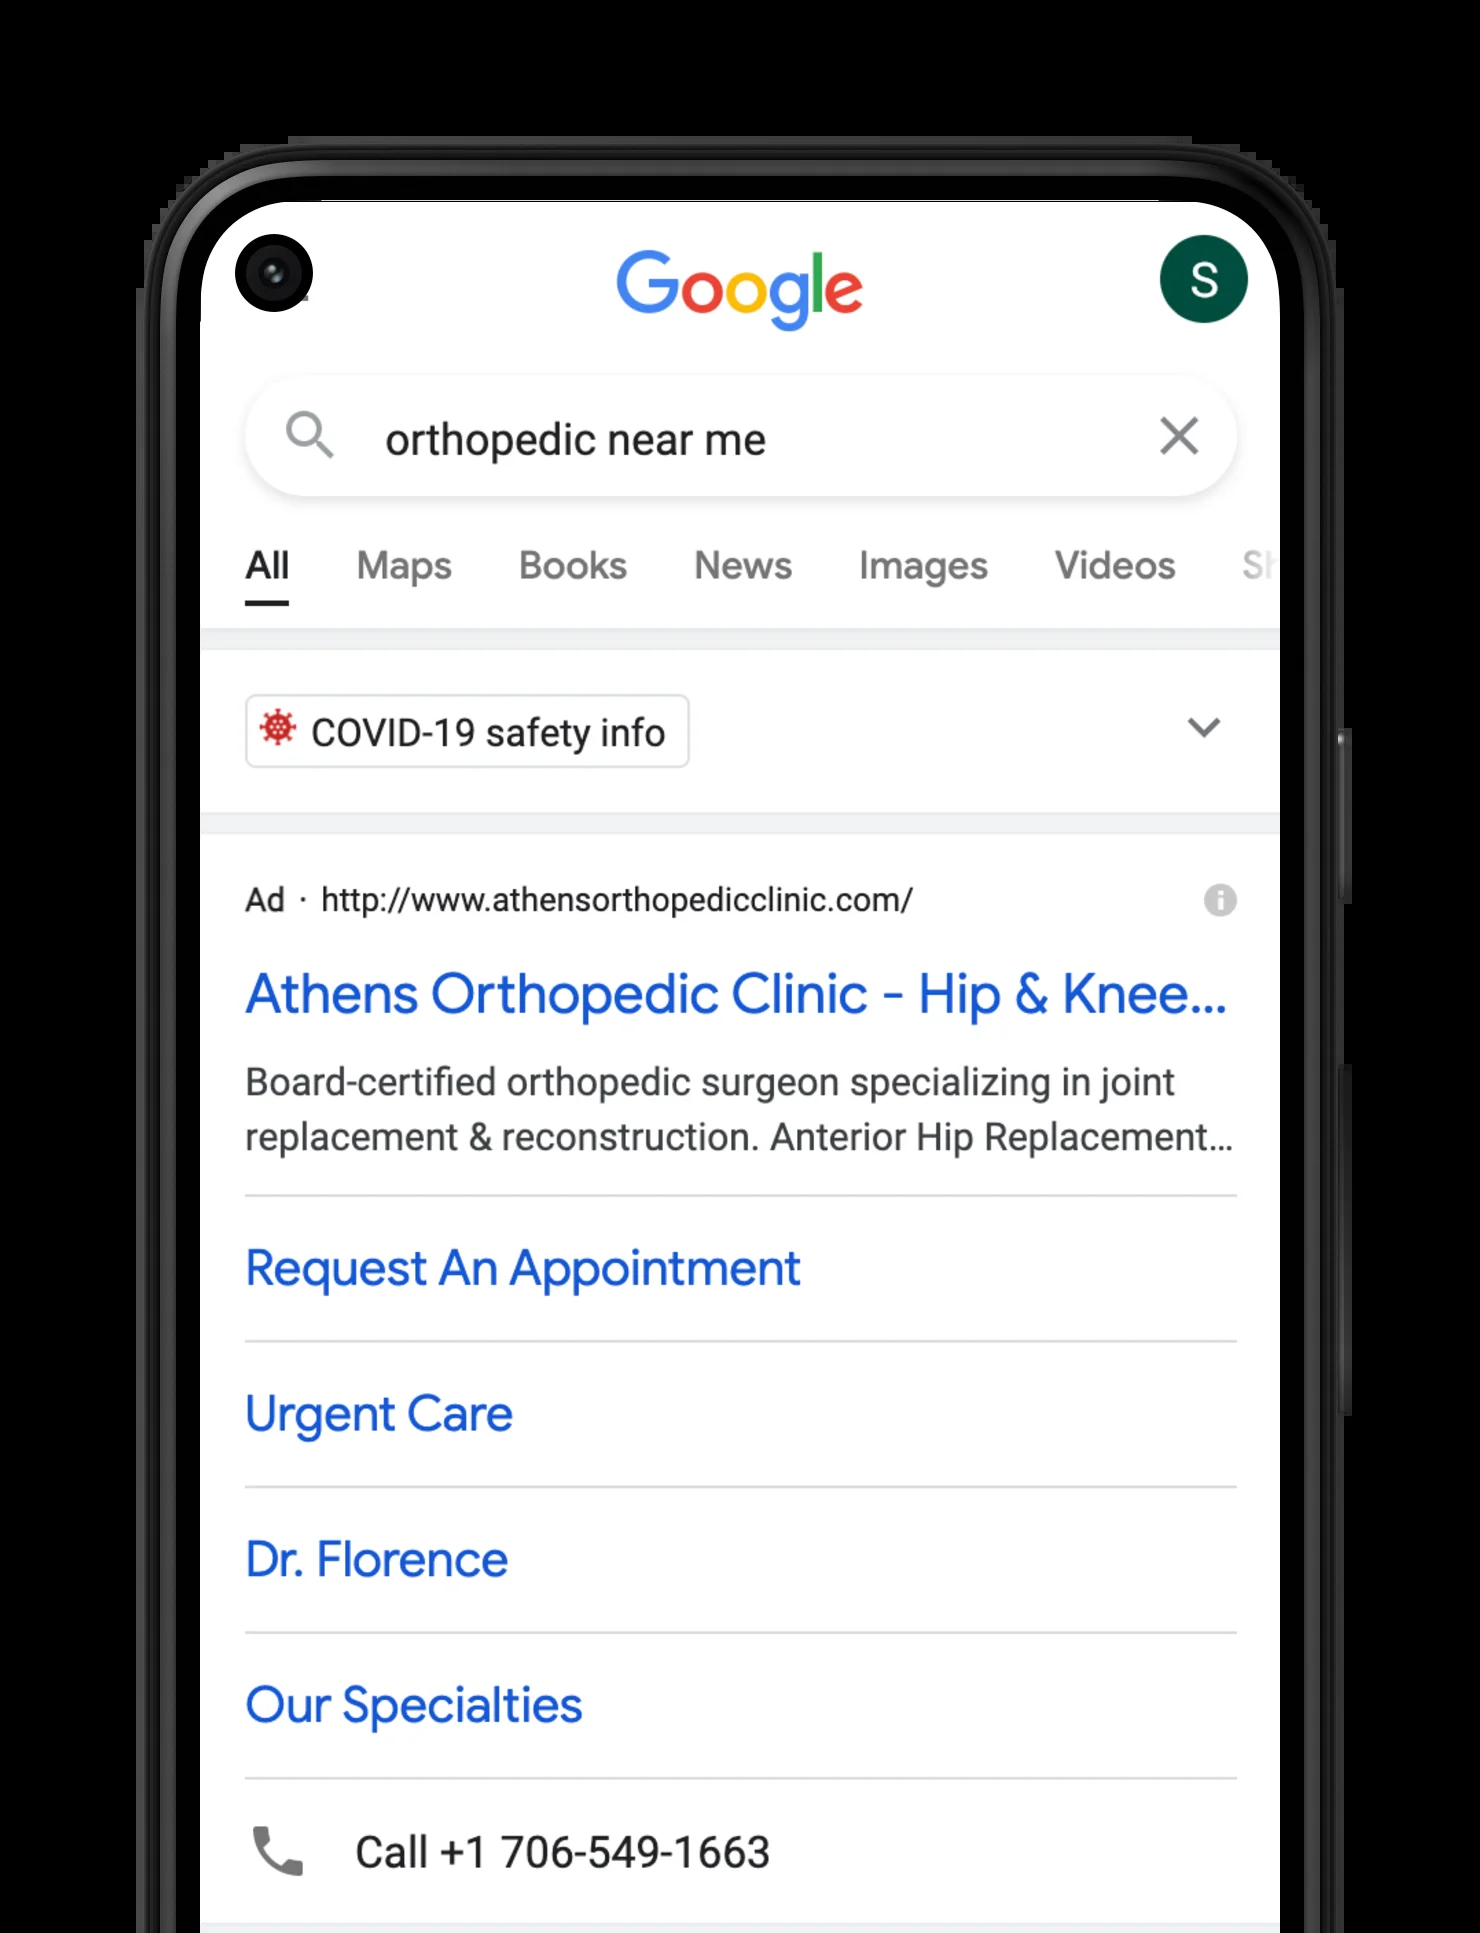 Google
S
orthopedic near me
All Maps Books News Images Videos
COVID-19 safety info
Ad · http://www.athensorthopedicclinic.com/
Athens Orthopedic Clinic - Hip & Knee...
Board-certified orthopedic surgeon specializing in joint
replacement & reconstruction. Anterior Hip Replacement...
Request An Appointment
Urgent Care
Dr. Florence
Our Specialties
Call +1 706-549-1663